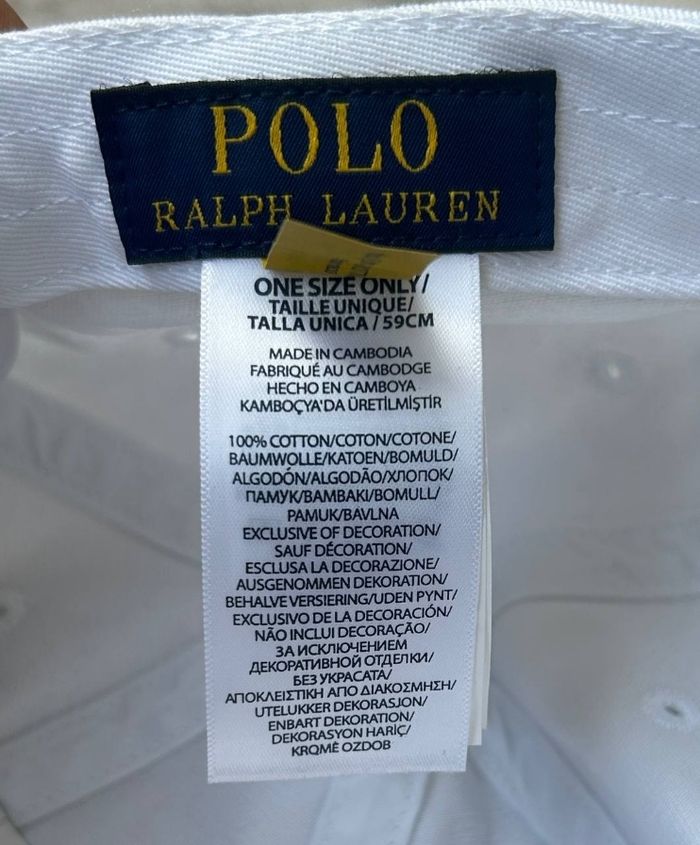 POLO
RALPH LAUREN
ONE SIZE ONLY/
TAILLE UNIQUE/
TALLA UNICA / 59CM
MADE IN CAMBODIA
FABRIQUÉ AU CAMBODGE
HECHO EN CAMBOYA
KAMBOÇYA'DA ÜRETİLMİŞTİR
100% COTTON/COTON/COTONE/
BAUMWOLLE/KATOEN/BOMULD/
ALGODÓN/ALGODÃO/ХЛОПОК/
ПАМУК/BAMBAKI/BOMULL/
PAMUK/BAVLNA
EXCLUSIVE OF DECORATION/
SAUF DÉCORATION/
ESCLUSA LA DECORAZIONE/
AUSGENOMMEN DEKORATION/
BEHALVE VERSIERING/UDEN PYNT/
EXCLUSIVO DE LA DECORACIÓN/
NÃO INCLUI DECORAÇÃO/
ЗА ИСКЛЮЧЕНИЕМ
ДЕКОРАТИВНОЙ ОТДЕЛКИ/
БЕЗ УКРАСАТА/
ΑΠΟΚΛΕΙΣΤΙΚΗ ΑΠΟ ΔΙΑΚΟΣΜΗΣΗ/
UTELUKKER DEKORASJON/
ENBART DEKORATION/
DEKORASYON HARİÇ/
KRQMĚ OZDOB